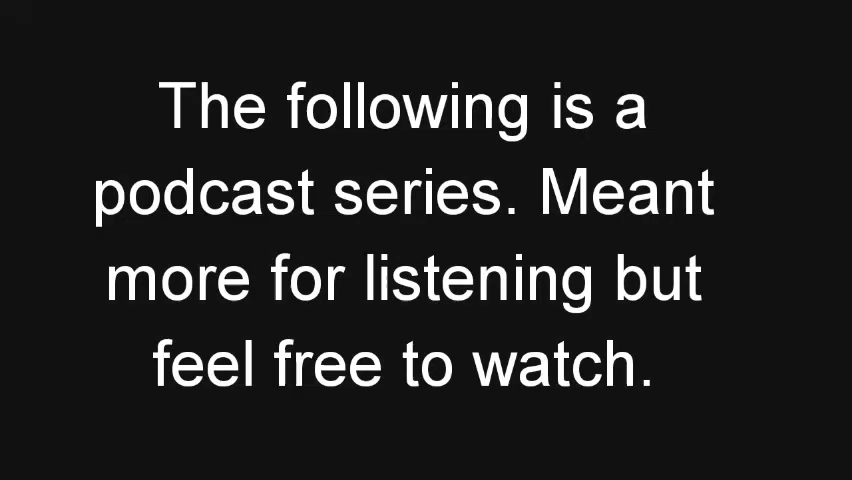 The following is a
podcast series. Meant
more for listening but
feel free to watch.